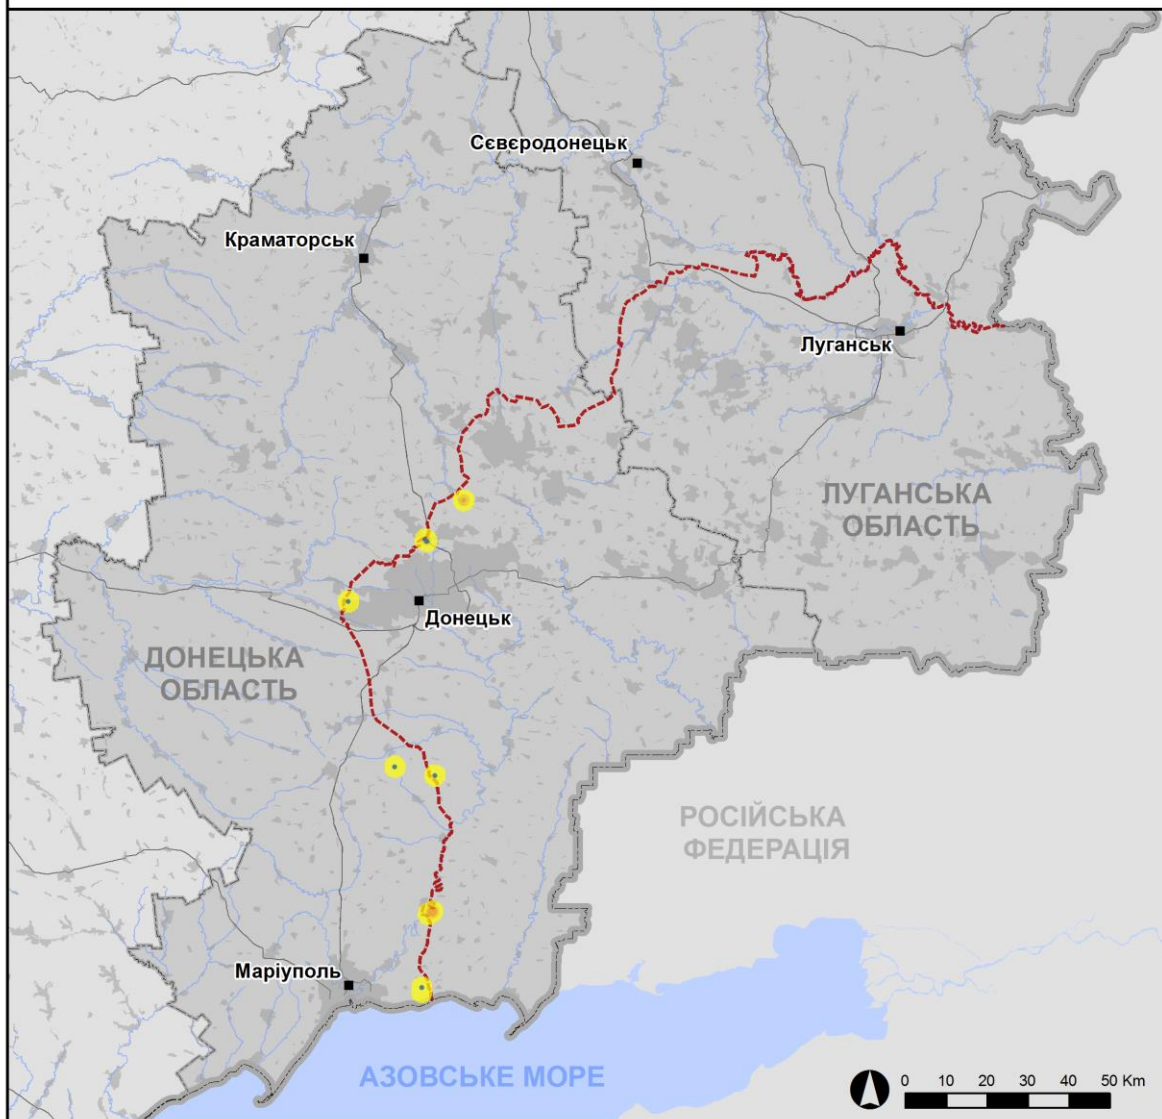 Сєвєродонецьк
Краматорськ
Луганськ
ЛУГАНСЬКА
ОБЛАСТЬ
Донецьк
ДОНЕЦЬКА
ОБЛАСТЬ
РОСІЙСЬКА
ФЕДЕРАЦІЯ
Маріуполь
АЗОВСЬКЕ МОРЕ
0 10 20 30 40 50 Km